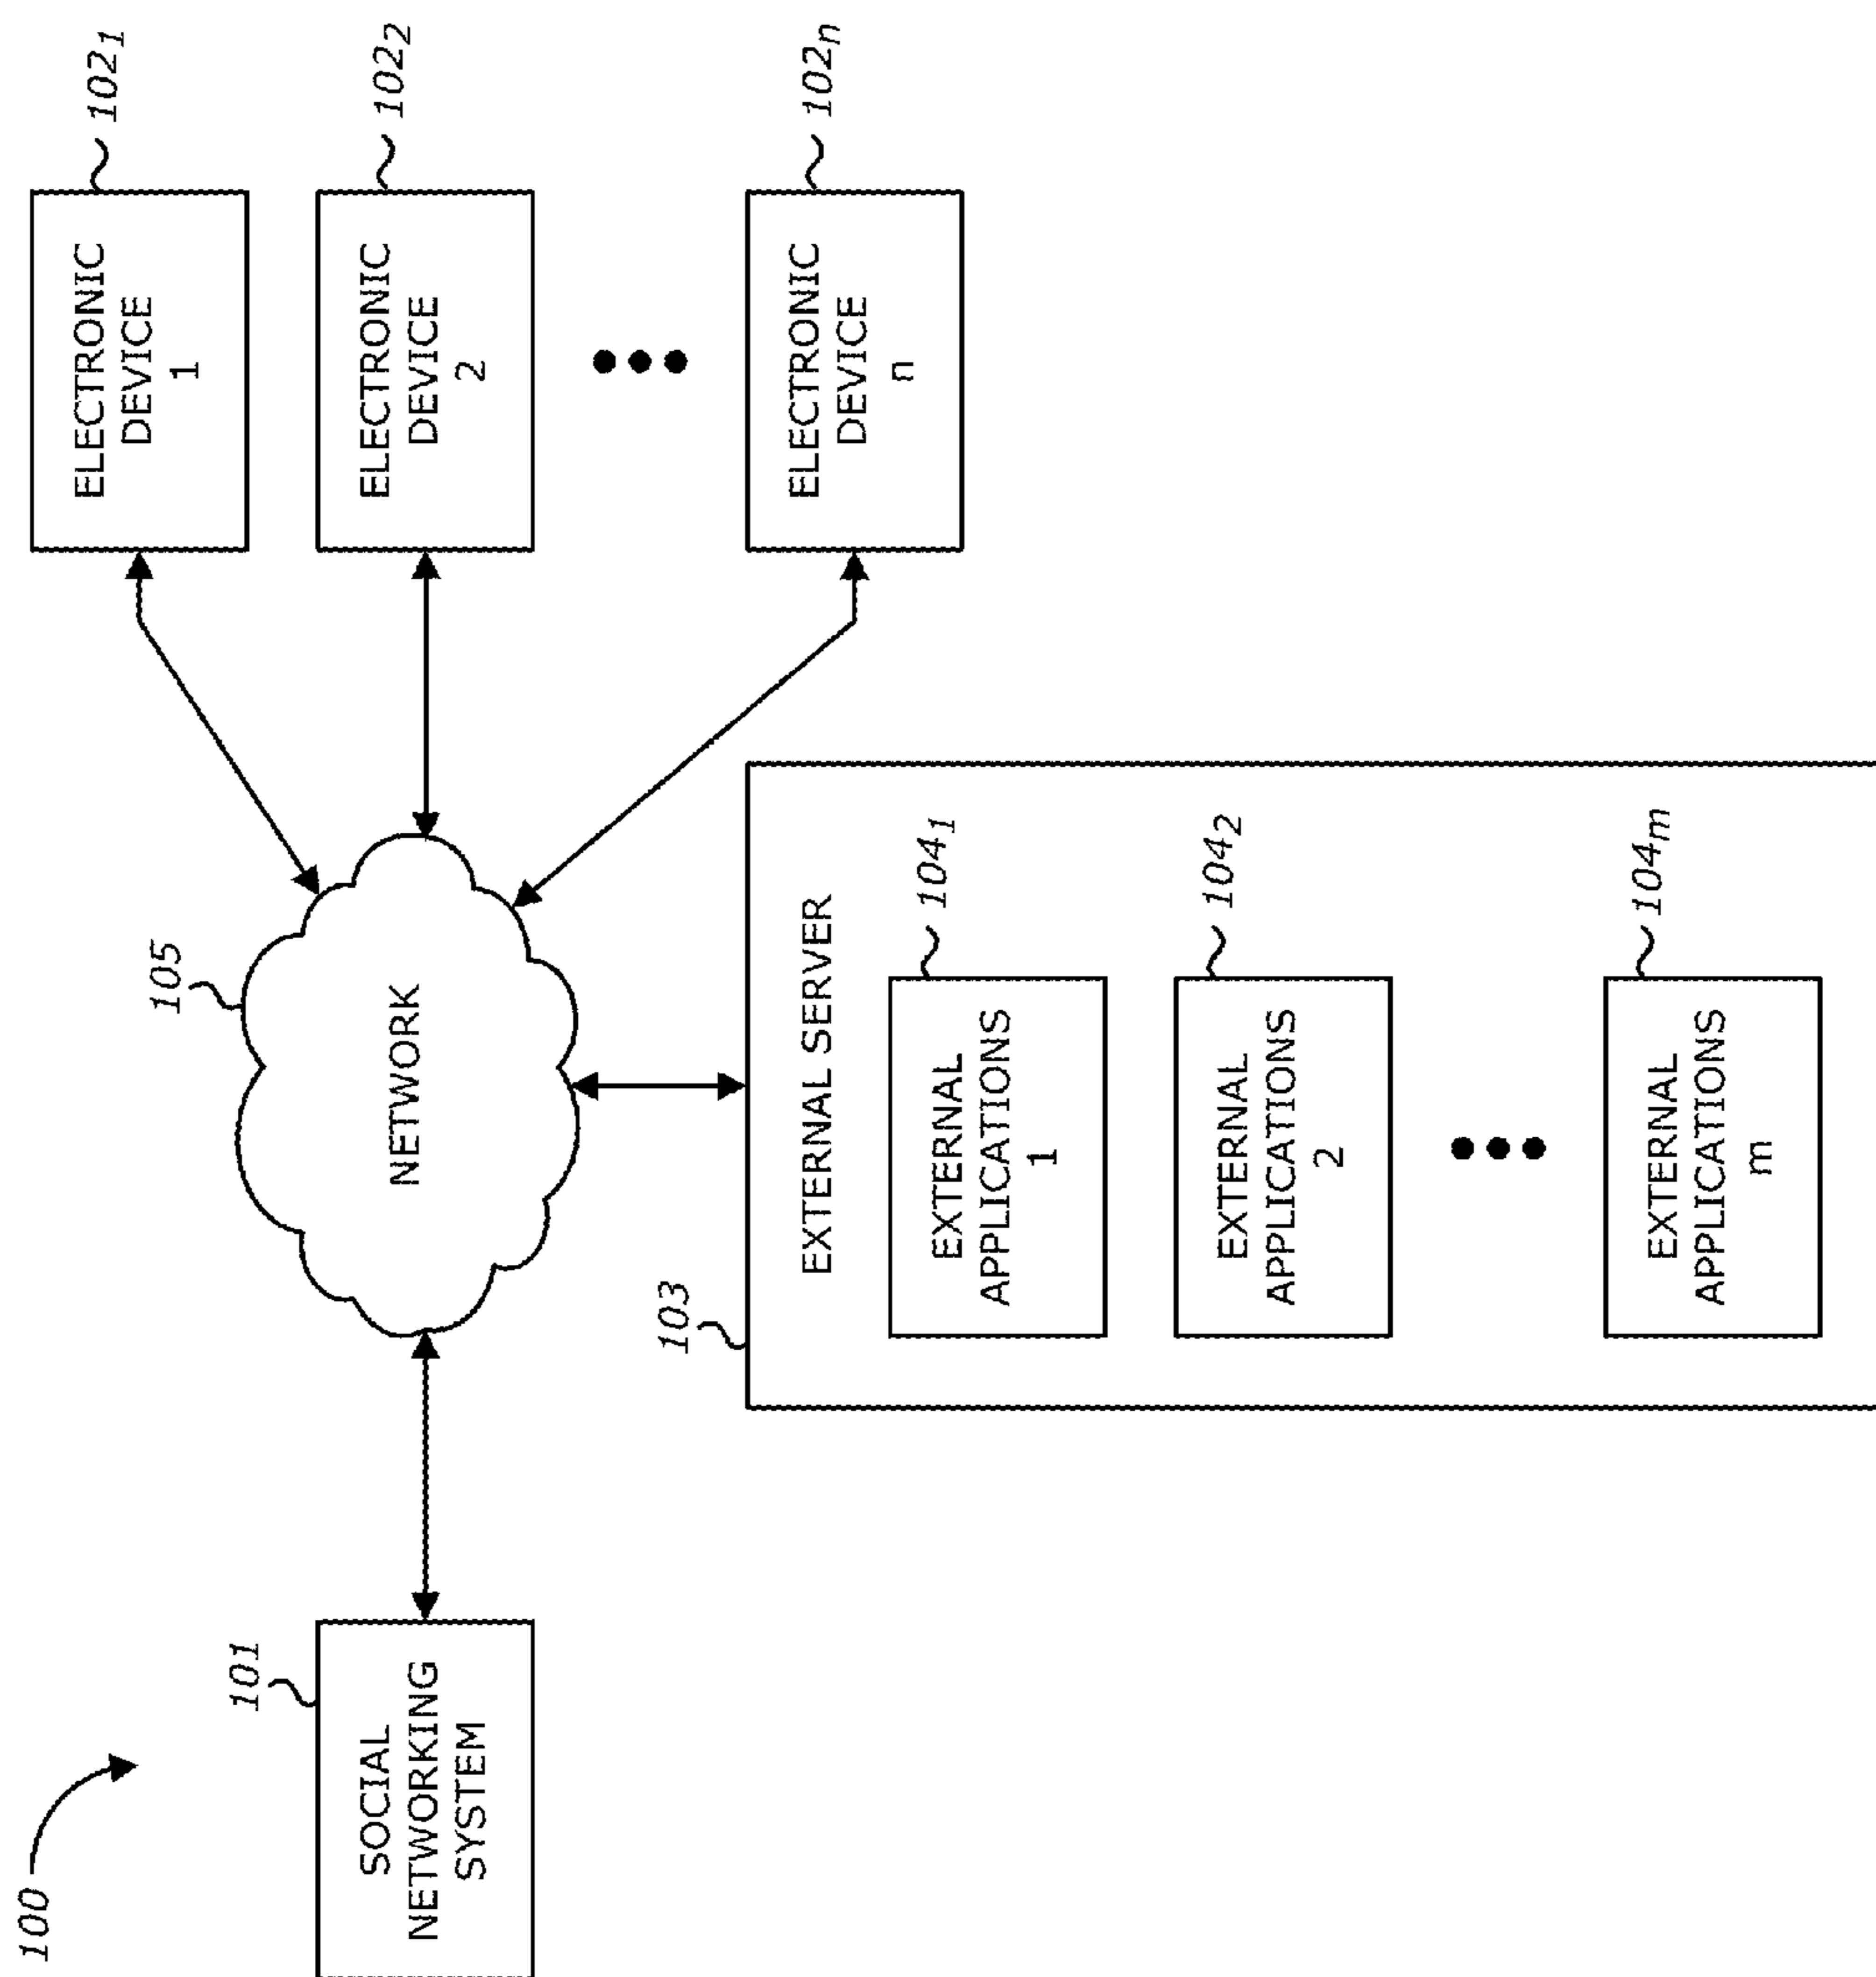 100
101
SOCIAL
NETWORKING
SYSTEM
105
NETWORK
ELECTRONIC
DEVICE
1
102₁
ELECTRONIC
DEVICE
2
102₂
ELECTRONIC
DEVICE
n
102ₙ
103
EXTERNAL SERVER
EXTERNAL
APPLICATIONS
1
104₁
EXTERNAL
APPLICATIONS
2
104₂
EXTERNAL
APPLICATIONS
m
104ₘ